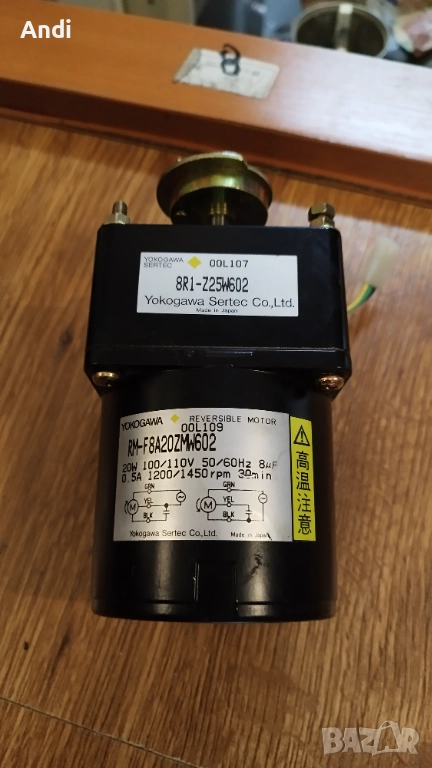 Andi
8
YOKOGAWA
SERTEC
00L107
8R1-Z25W602
Yokogawa Sertec Co.,Ltd.
Made in Japan
YOKOGAWA REVERSIBLE MOTOR
00L109
RM-F8A20ZMW602
20W 100/110V 50/60Hz 8µF
0.5A 1200/1450rpm 30min
GRN GRN
YEL YEL
BLK BLK
M M
Yokogawa Sertec Co.,Ltd. Made in Japan
高温注意
BAZAR